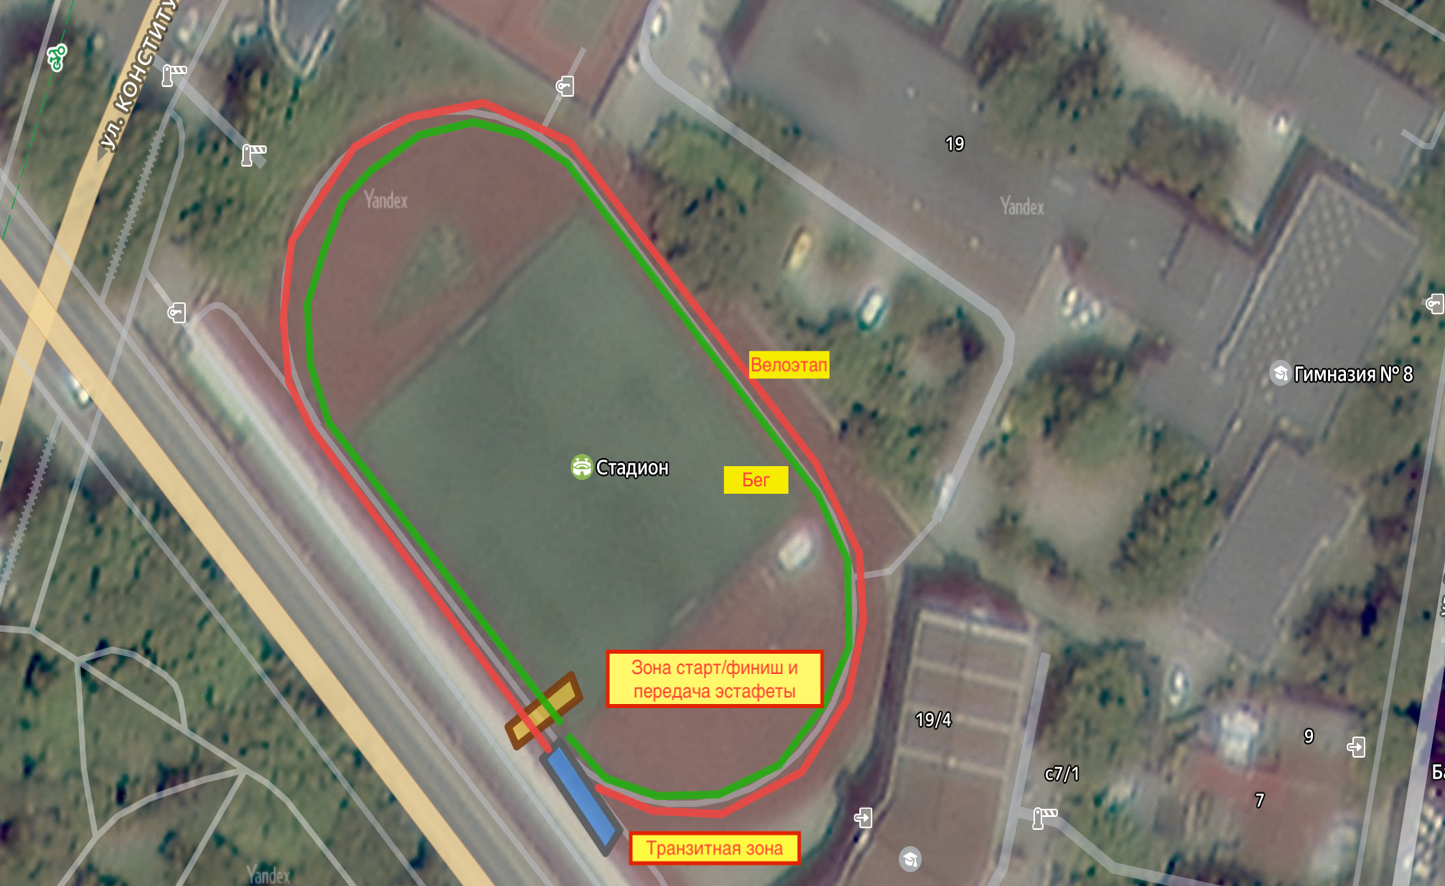 ул. КОНСТИТУ
19
Yandex
Yandex
Велоэтап
Гимназия № 8
Стадион
Бег
Зона старт/финиш и
передача эстафеты
19/4
9
с7/1
7
Транзитная зона
Yandex